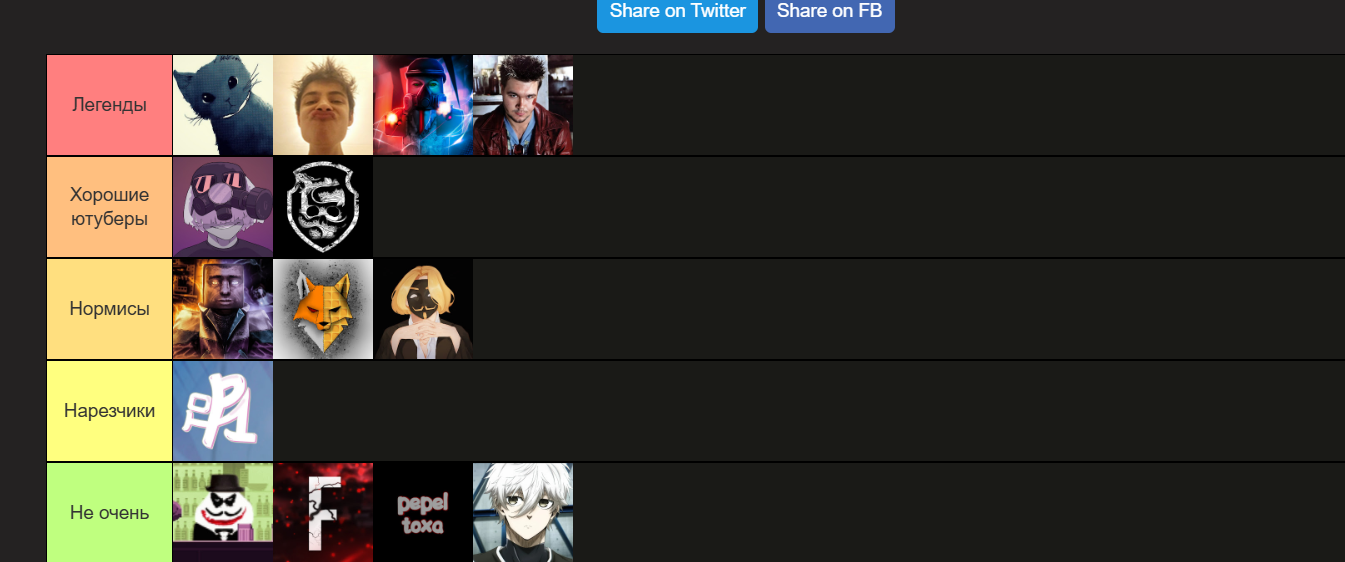 Share on Twitter Share on FB
Легенды
Хорошие
ютуберы
Нормисы
Нарезчики
Не очень
F
pepel
toxa